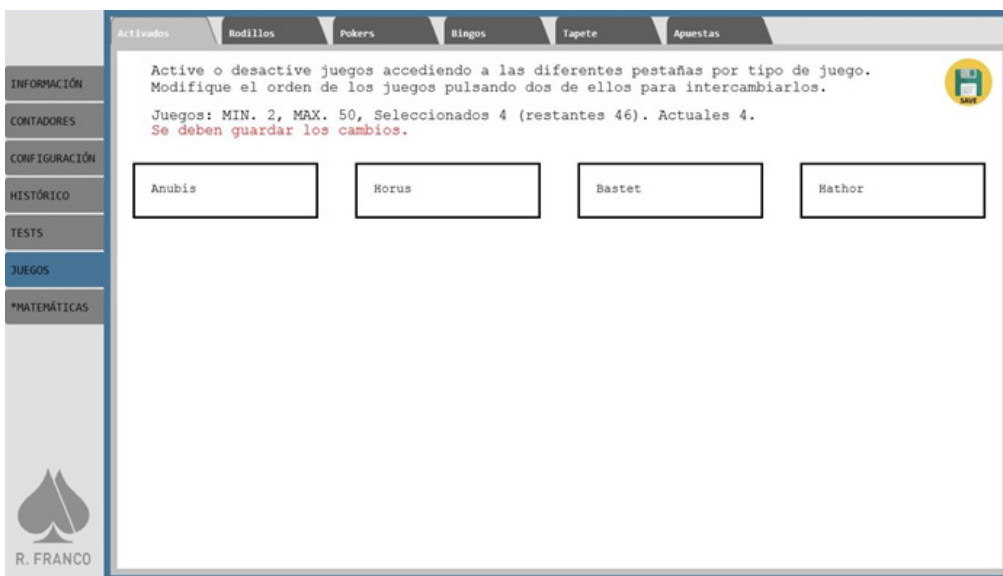 Activados
Rodillos
Pokers
Bingos
Tapete
Apuestas
Active o desactive juegos accediendo a las diferentes pestañas por tipo de juego.
Modifique el orden de los juegos pulsando dos de ellos para intercambiarlos.
SAVE
Juegos: MIN. 2, MAX. 50, Seleccionados 4 (restantes 46). Actuales 4.
Se deben guardar los cambios.
INFORMACIÓN
CONTADORES
CONFIGURACIÓN
HISTÓRICO
TESTS
JUEGOS
*MATEMÁTICAS
Anubis
Horus
Bastet
Hathor
R. FRANCO